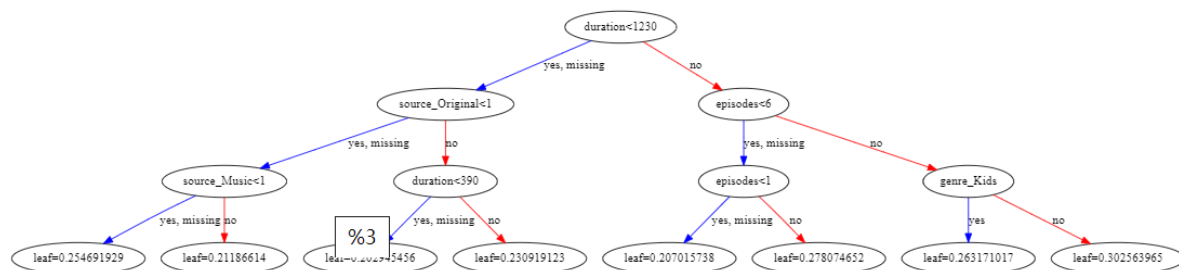 duration<1230
yes, missing
no
source_Original<1
episodes<6
yes, missing
no
yes, missing
no
source_Music<1
duration<390
episodes<1
genre_Kids
yes, missing
no
yes, missing
no
yes, missing
no
yes
no
%3
leaf=0.254691929
leaf=0.21186614
leaf=0.230919123
leaf=0.207015738
leaf=0.278074652
leaf=0.263171017
leaf=0.302563965